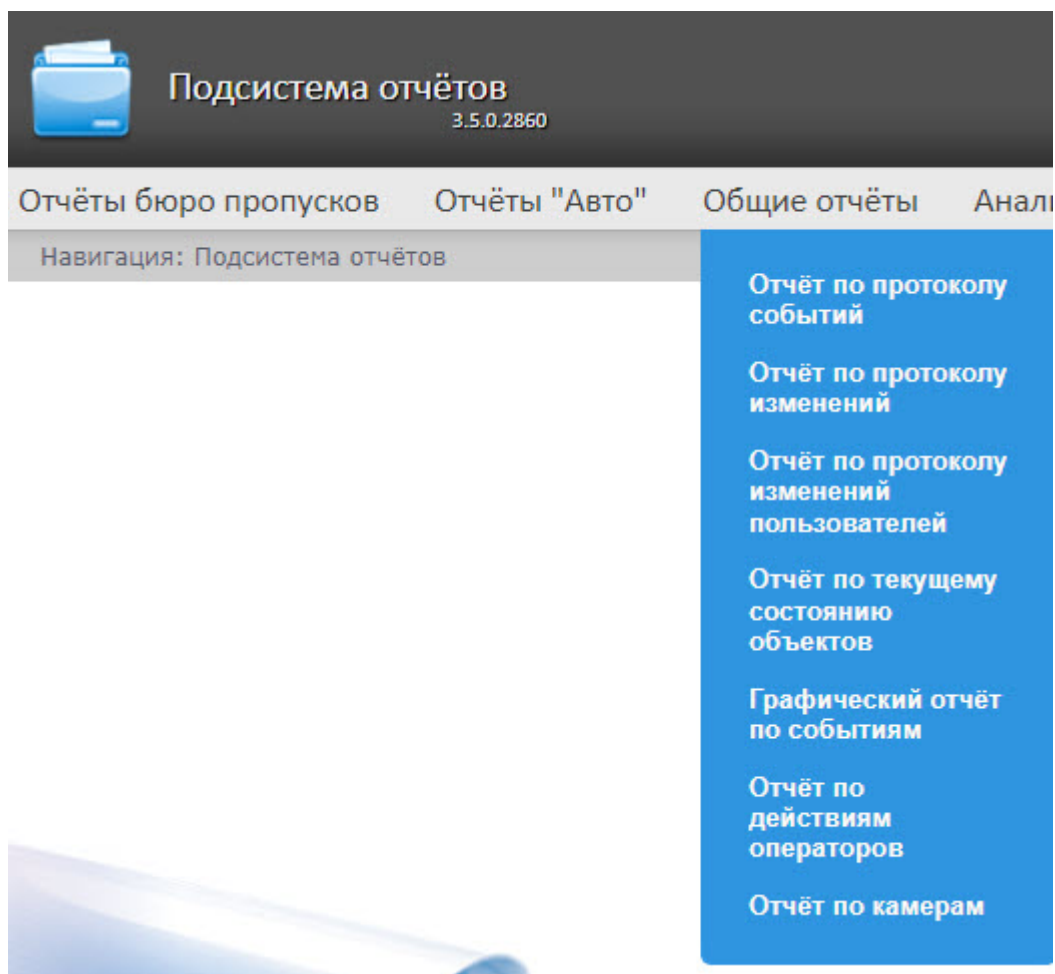 Подсистема отчётов
3.5.0.2860
Отчёты бюро пропусков Отчёты "Авто" Общие отчёты
Навигация: Подсистема отчётов
Отчёт по протоколу
событий
Отчёт по протоколу
изменений
Отчёт по протоколу
изменений
пользователей
Отчёт по текущему
состоянию
объектов
Графический отчёт
по событиям
Отчёт по
действиям
операторов
Отчёт по камерам